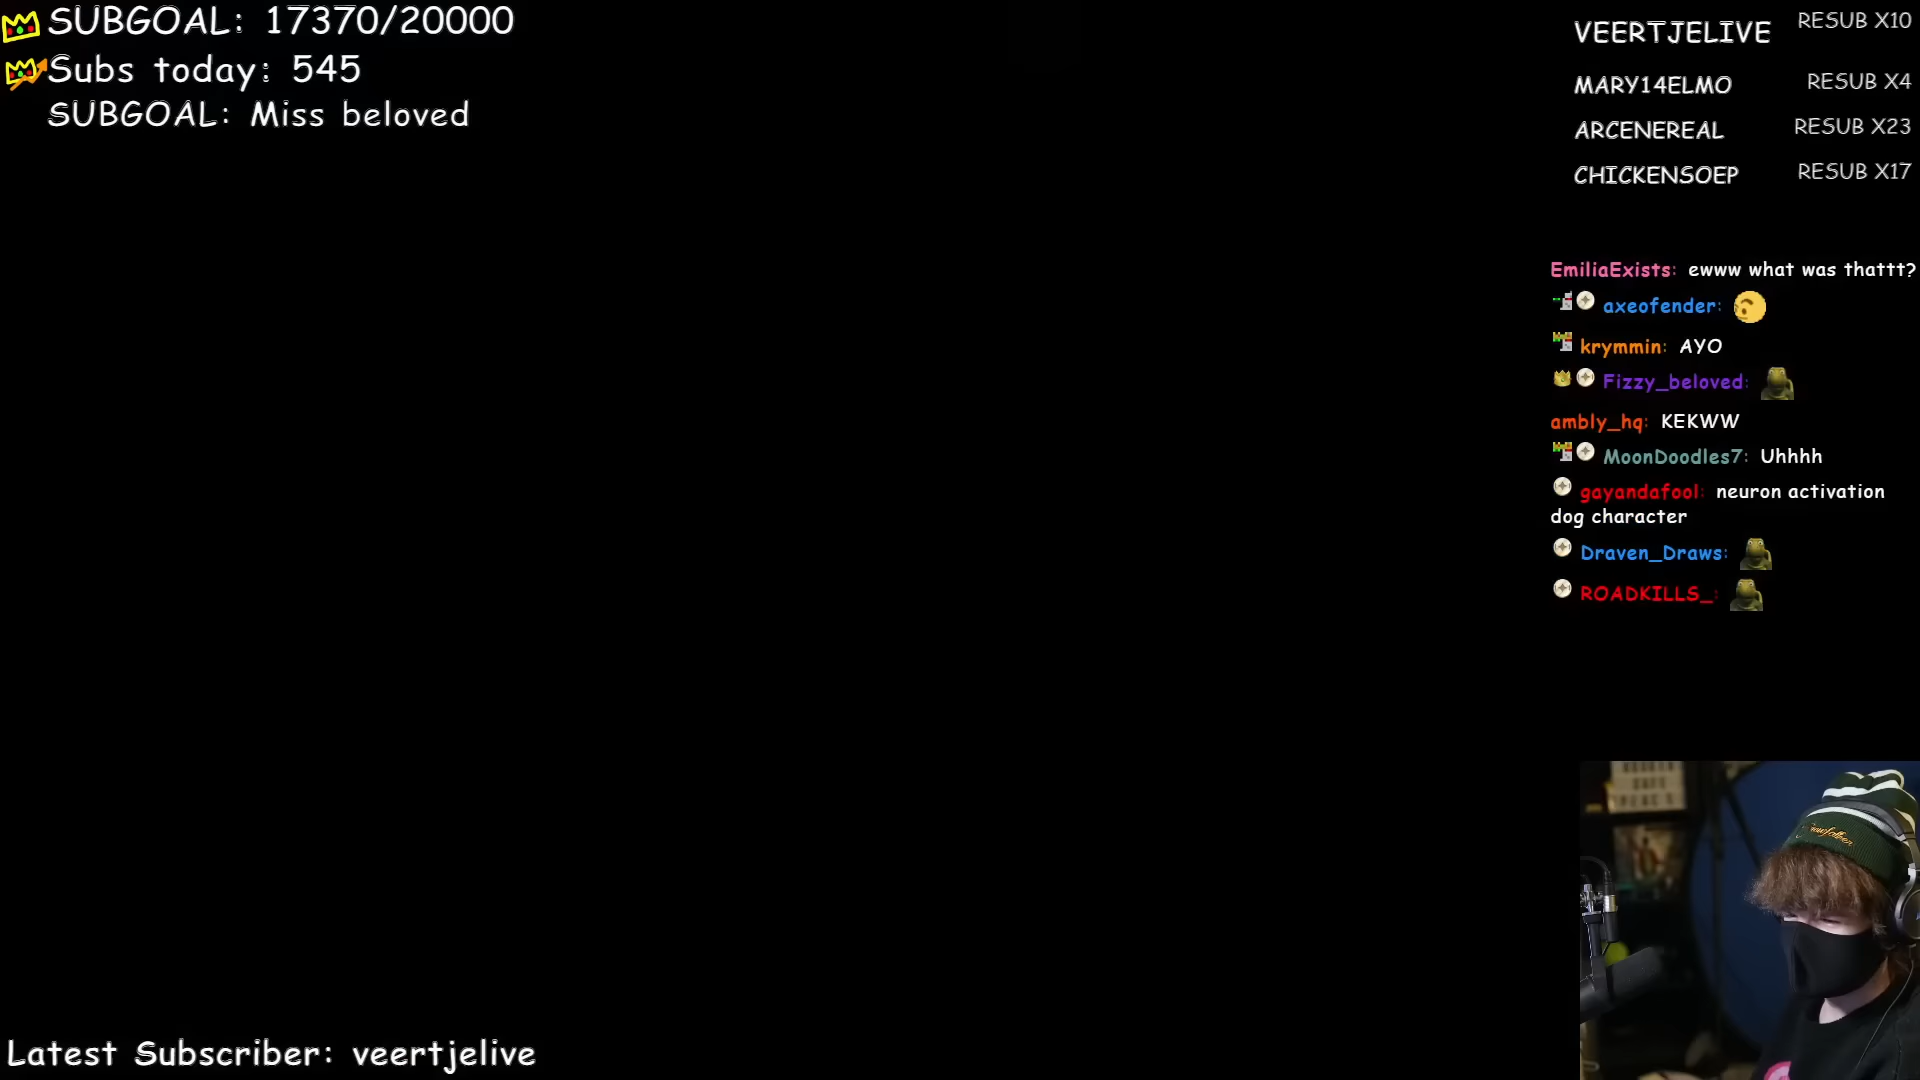 SUBGOAL: 17370/20000
Subs today: 545
SUBGOAL: Miss beloved
VEERTJELIVE RESUB X10
MARY14ELMO RESUB X4
ARCENEREAL RESUB X23
CHICKENSOEP RESUB X17
EmiliaExists: ewww what was thattt?
axeofender:
krymmin: AYO
Fizzy_beloved:
ambly_hq: KEKWW
MoonDoodles7: Uhhhh
gayandafool: neuron activation
dog character
Draven_Draws:
ROADKILLS_:
Latest Subscriber: veertjelive